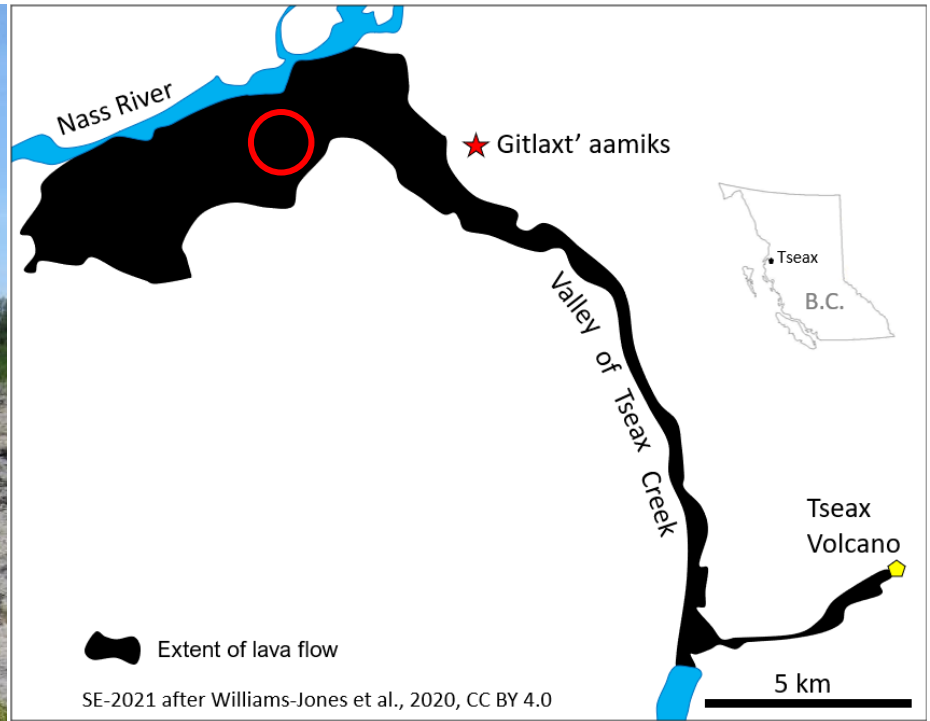 Nass River
Gitlaxt' aamiks
Tseax
B.C.
Valley of Tseax Creek
Tseax
Volcano
Extent of lava flow
5 km
SE-2021 after Williams-Jones et al., 2020, CC BY 4.0